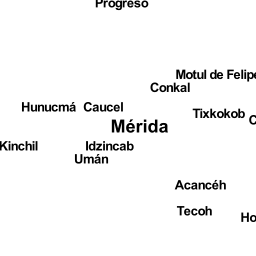 Progreso
Motul de Felipe
Conkal
Hunucmá Caucel
Tixkokob
Mérida
Kinchil
Idzincab
Umán
Acancéh
Tecoh
Ho